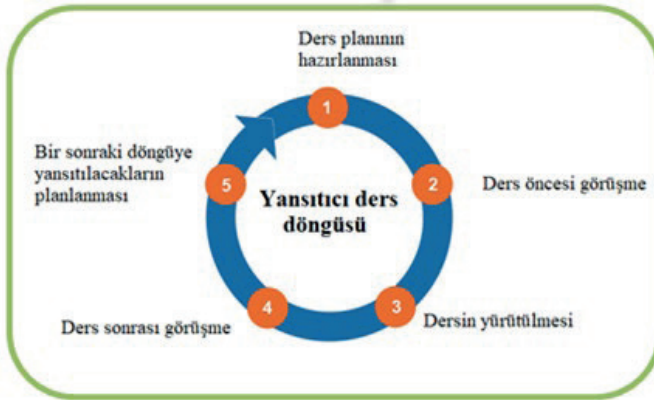 1
Ders planının
hazırlanması
2
Ders öncesi görüşme
3
Dersin yürütülmesi
4
Ders sonrası görüşme
5
Bir sonraki döngüye
yansıtılacakların
planlanması
Yansıtıcı ders
döngüsü